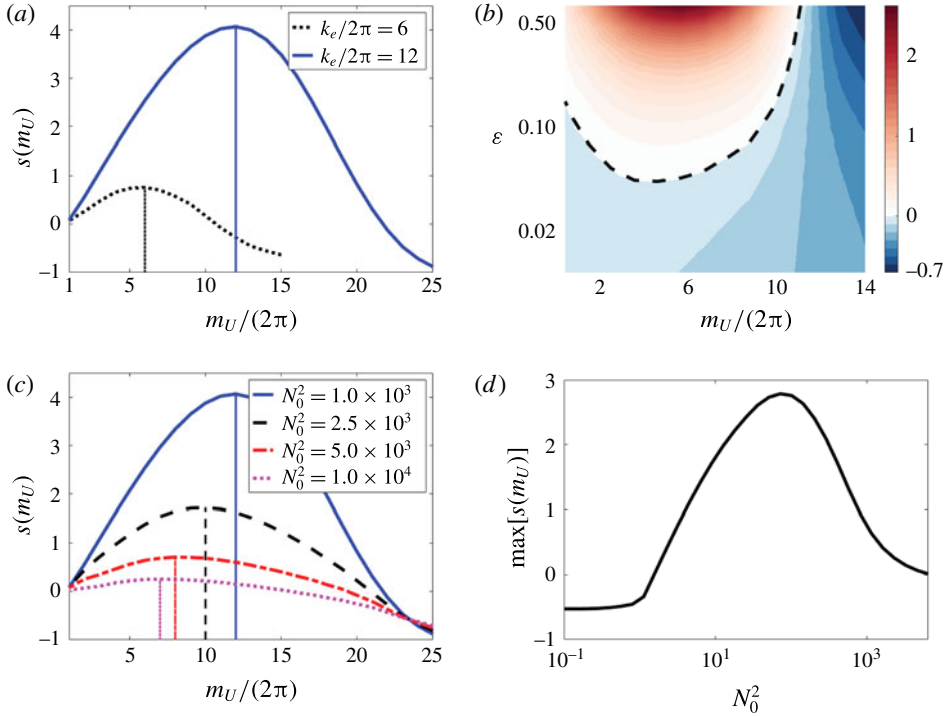 (a)
4
3
2
1
0
–1
s(m_U)
k_e/2π = 6
k_e/2π = 12
1
5
10
15
20
25
m_U/(2π)
(b)
0.50
0.10
0.02
ε
2
6
10
14
m_U/(2π)
2
1
0
–0.7
(c)
4
3
2
1
0
–1
s(m_U)
N_0^2 = 1.0 × 10^3
N_0^2 = 2.5 × 10^3
N_0^2 = 5.0 × 10^3
N_0^2 = 1.0 × 10^4
5
10
15
20
25
m_U/(2π)
(d)
3
2
1
0
–1
max[s(m_U)]
10^–1
10^1
10^3
N_0^2